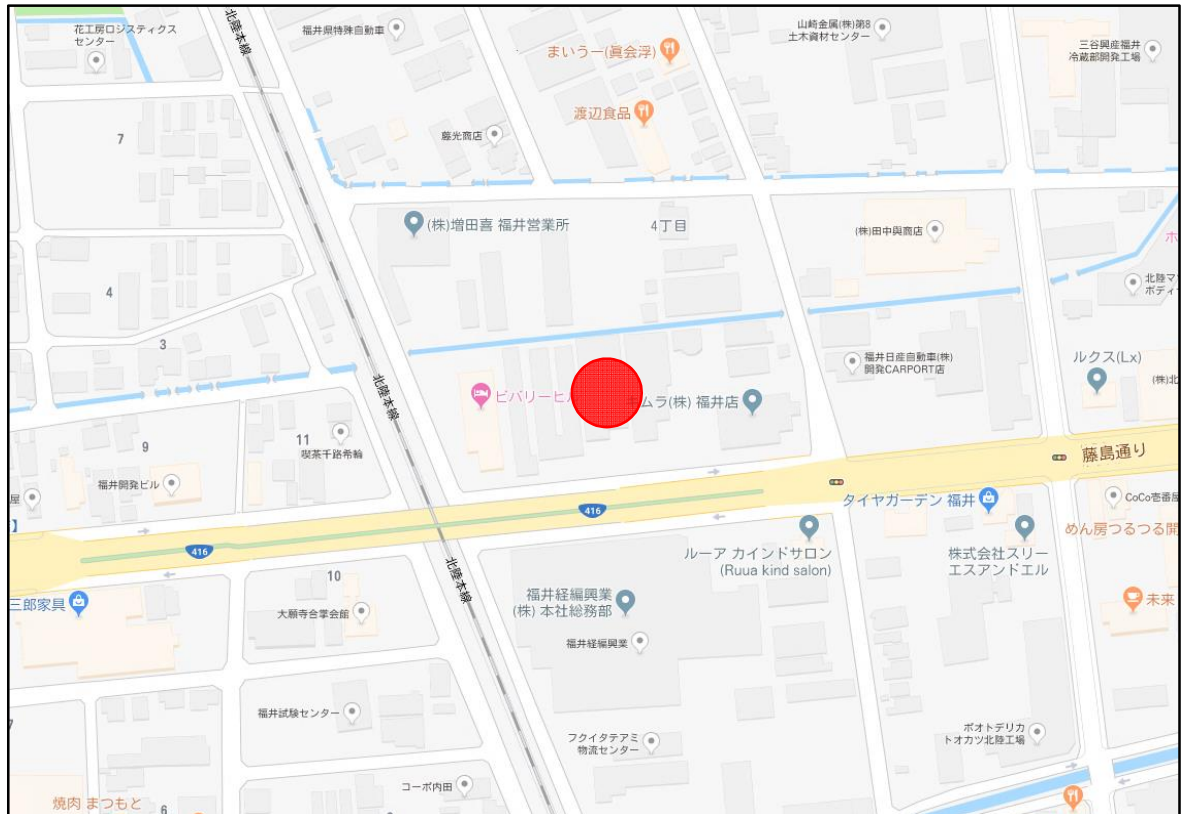 花工房ロジスティクス
センター
北陸本線
福井県特殊自動車
まいうー(眞会浮)
山崎金属(株)第8
土木資材センター
三谷興産福井
冷蔵部開発工場
渡辺食品
7
藤光商店
(株)増田喜 福井営業所
4丁目
(株)田中與商店
ホ
北陸マ
ボディ
4
3
福井日産自動車(株)
開発CARPORT店
ルクス(Lx)
(株)北
北陸本線
ビバリーヒ
ムラ(株) 福井店
11
喫茶千路希輪
9
福井開発ビル
屋
藤島通り
CoCo壱番屋
タイヤガーデン 福井
416
416
】
めん房つるつる開
ルーア カインドサロン
(Ruua kind salon)
株式会社スリー
エスアンドエル
北陸本線
10
三郎家具
大願寺合掌会館
福井経編興業
(株) 本社総務部
未来
福井経編興業
福井試験センター
7
フクイタテアミ
物流センター
ポオトデリカ
トオカツ北陸工場
コーポ内田
焼肉 まつもと
6